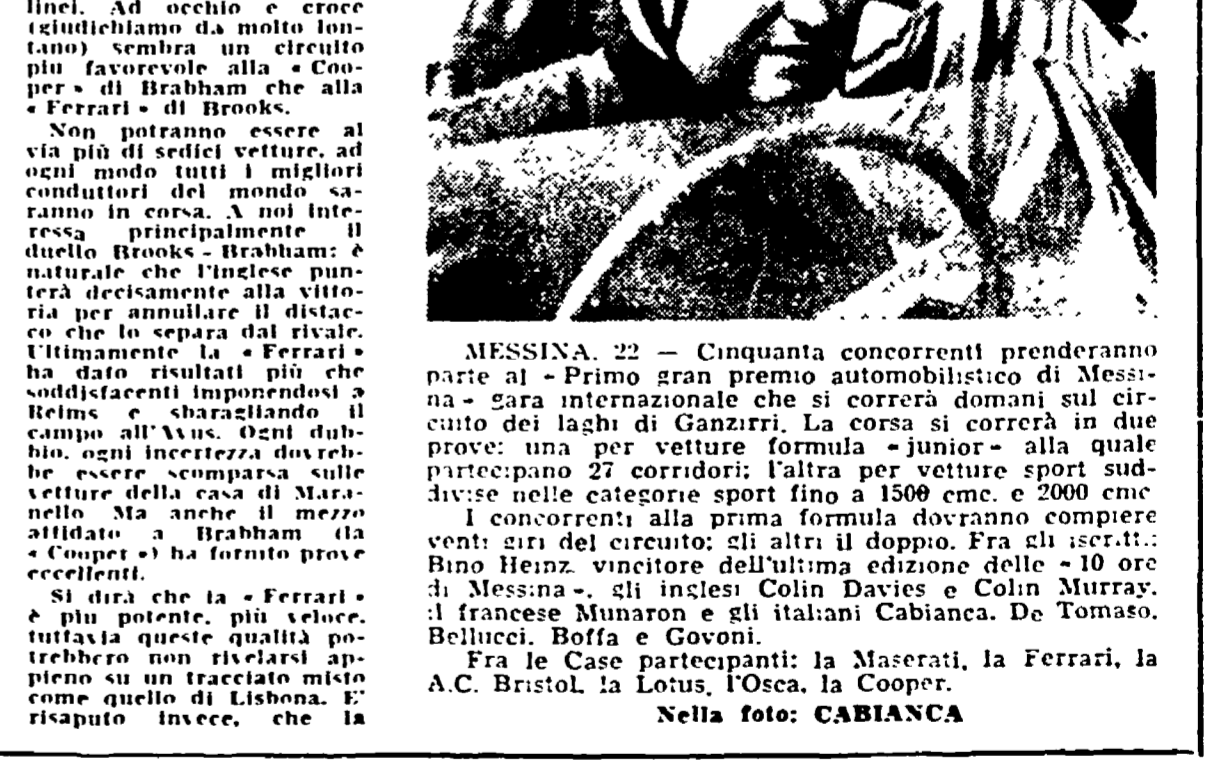 linei. Ad occhio e croce
(giudichiamo da molto lon-
tano) sembra un circuito
più favorevole alla « Coo-
per » di Brabham che alla
« Ferrari » di Brooks.
Non potranno essere al
via più di sedici vetture, ad
ogni modo tutti i migliori
conduttori del mondo sa-
ranno in corsa. A noi inte-
ressa principalmente il
duello Brooks - Brabham: è
naturale che l'inglese pun-
terà decisamente alla vitto-
ria per annullare il distac-
co che lo separa dal rivale.
Ultimamente la « Ferrari »
ha dato risultati più che
soddisfacenti imponendosi a
Reims e sbaragliando il
campo all'Avus. Ogni dub-
bio, ogni incertezza dovreb-
be essere scomparsa sulle
vetture della casa di Mara-
nello Ma anche il mezzo
affidato a Brabham (la
« Cooper ») ha fornito prove
eccellenti.
Si dirà che la « Ferrari »
è più potente, più veloce,
tuttavia queste qualità po-
trebbero non rivelarsi ap-
pieno su un tracciato misto
come quello di Lisbona. E'
risaputo invece, che la
MESSINA, 22 — Cinquanta concorrenti prenderanno
parte al « Primo gran premio automobilistico di Messi-
na » gara internazionale che si correrà domani sul cir-
cuito dei laghi di Ganzirri. La corsa si correrà in due
prove: una per vetture formula « junior » alla quale
partecipano 27 corridori; l'altra per vetture sport sud-
divise nelle categorie sport fino a 1500 cmc. e 2000 cmc
I concorrenti alla prima formula dovranno compiere
venti giri del circuito; gli altri il doppio. Fra gli iscritti:
Bino Heinz vincitore dell'ultima edizione delle « 10 ore
di Messina », gli inglesi Colin Davies e Colin Murray,
il francese Munaron e gli italiani Cabianca, De Tomaso,
Bellucci, Boffa e Govoni.
Fra le Case partecipanti: la Maserati, la Ferrari, la
A.C. Bristol, la Lotus, l'Osca, la Cooper.
Nella foto: CABIANCA